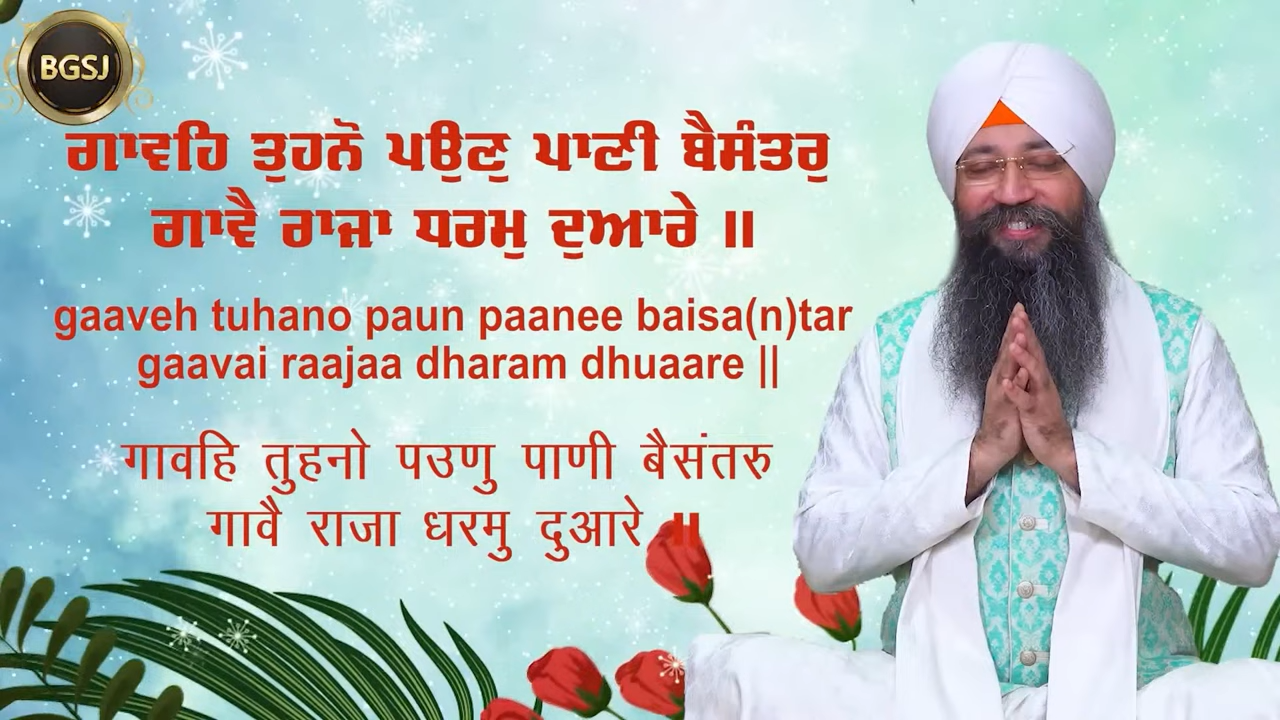 BGSJ
ਗਾਵਹਿ ਤੁਹਨੋ ਪਉਣੁ ਪਾਣੀ ਬੈਸੰਤਰੁ
ਗਾਵੈ ਰਾਜਾ ਧਰਮੁ ਦੁਆਰੇ ॥
gaaveh tuhano paun paanee baisa(n)tar
gaavai raajaa dharam dhuaare ||
गावहि तुहनो पउणु पाणी बैसंतरु
गावै राजा धरमु दुआरे ॥